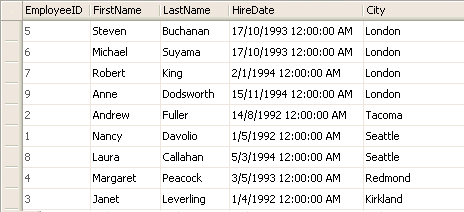 EmployeeID FirstName LastName HireDate City
5 Steven Buchanan 17/10/1993 12:00:00 AM London
6 Michael Suyama 17/10/1993 12:00:00 AM London
7 Robert King 2/1/1994 12:00:00 AM London
9 Anne Dodsworth 15/11/1994 12:00:00 AM London
2 Andrew Fuller 14/8/1992 12:00:00 AM Tacoma
1 Nancy Davolio 1/5/1992 12:00:00 AM Seattle
8 Laura Callahan 5/3/1994 12:00:00 AM Seattle
4 Margaret Peacock 3/5/1993 12:00:00 AM Redmond
3 Janet Leverling 1/4/1992 12:00:00 AM Kirkland